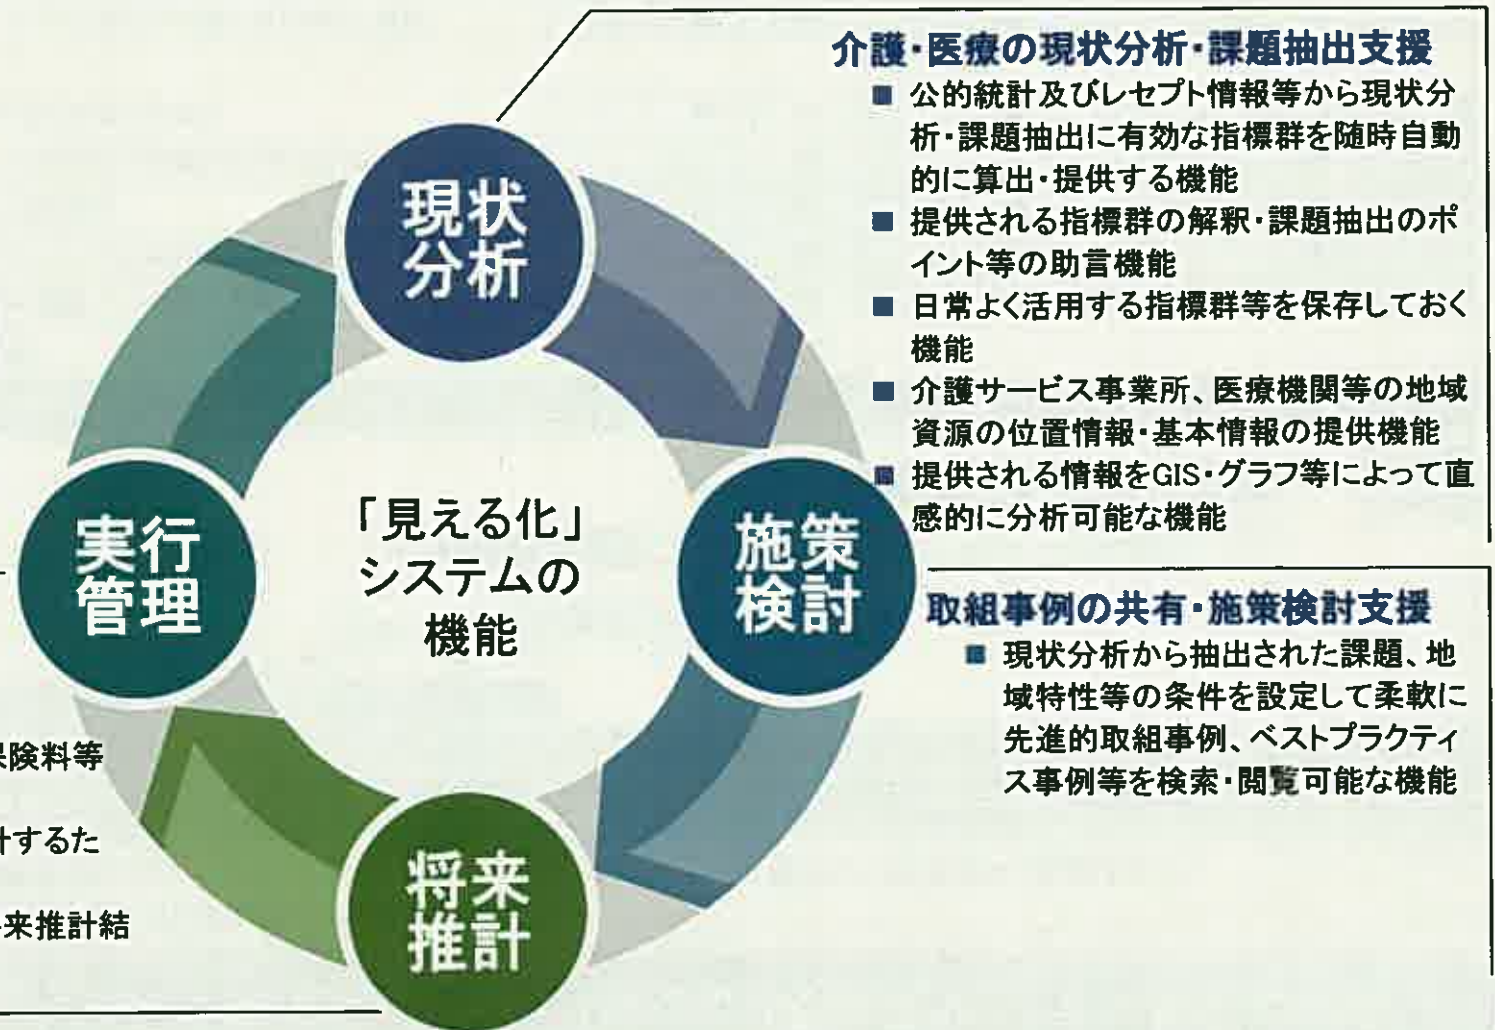 介護・医療の現状分析・課題抽出支援
■ 公的統計及びレセプト情報等から現状分
析・課題抽出に有効な指標群を随時自動
的に算出・提供する機能
■ 提供される指標群の解釈・課題抽出のポ
イント等の助言機能
■ 日常よく活用する指標群等を保存しておく
機能
■ 介護サービス事業所、医療機関等の地域
資源の位置情報・基本情報の提供機能
■ 提供される情報をGIS・グラフ等によって直
感的に分析可能な機能
現状
分析
「見える化」
システムの
機能
実行
管理
施策
検討
取組事例の共有・施策検討支援
■ 現状分析から抽出された課題、地
域特性等の条件を設定して柔軟に
先進的取組事例、ベストプラクティ
ス事例等を検索・閲覧可能な機能
将来
推計
保険料等
計するた
来推計結